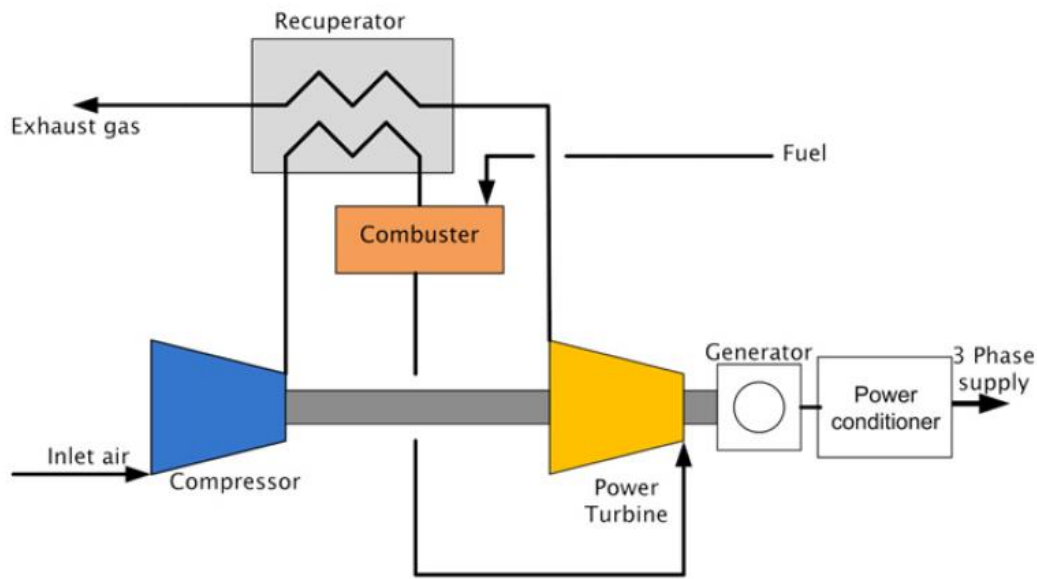 Recuperator
Exhaust gas
Fuel
Combuster
Generator
3 Phase
supply
Power
conditioner
Inlet air
Compressor
Power
Turbine